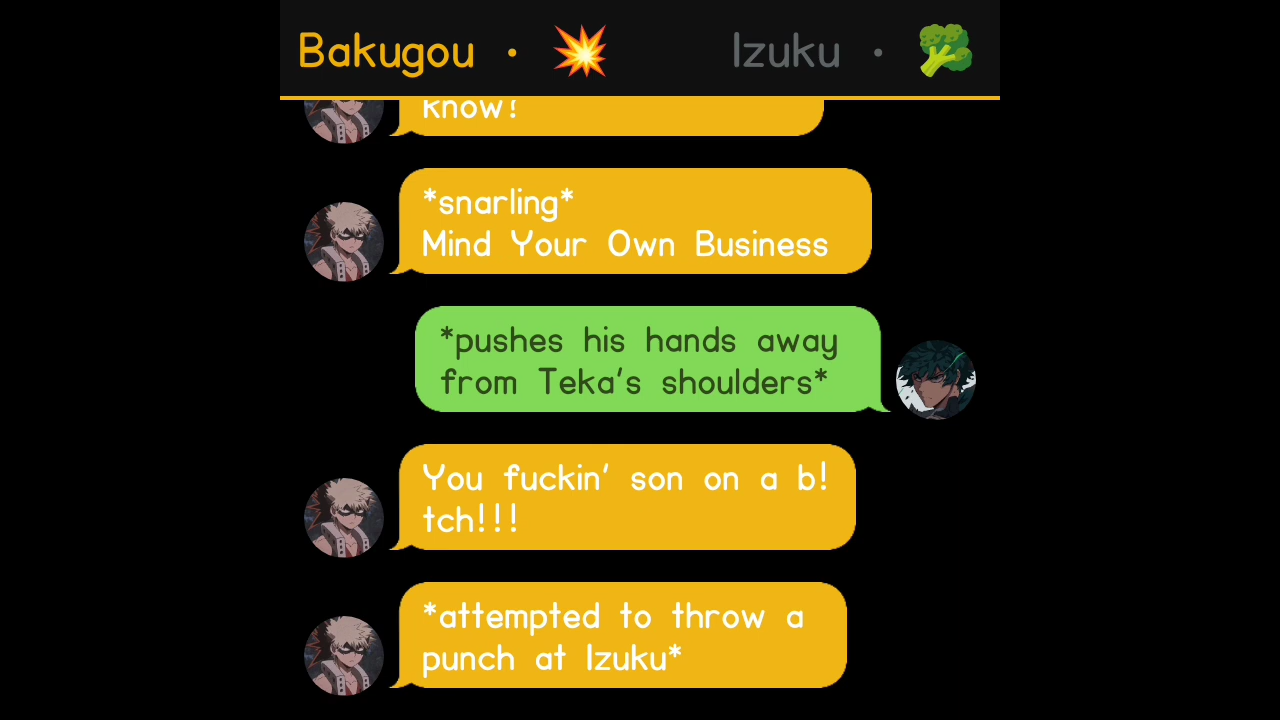 Bakugou · 💥 Izuku · 🥦
know!
*snarling*
Mind Your Own Business
*pushes his hands away
from Teka's shoulders*
You fuckin' son on a b!
tch!!!
*attempted to throw a
punch at Izuku*